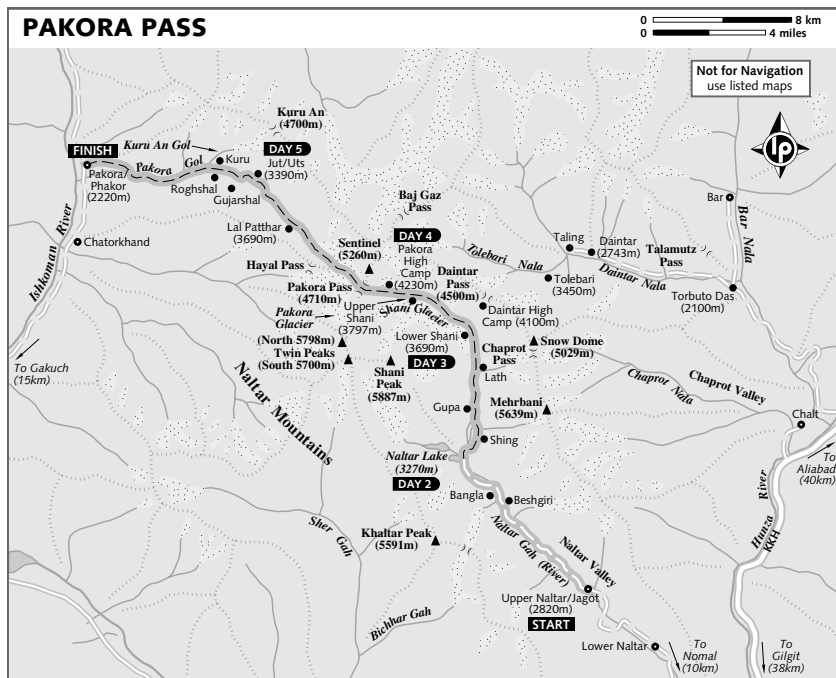 PAKORA PASS
0 8 km
0 4 miles
Not for Navigation
use listed maps
lp
Kuru An
(4700m)
Kuru An Gol
FINISH
Pakora Gol
Kuru
DAY 5
Jut/Uts
(3390m)
Pakora/
Phakor
(2220m)
Roghshal
Gujarshal
Ishkoman River
Chatorkhand
Lal Patthar
(3690m)
Baj Gaz
Pass
Sentinel
(5260m)
DAY 4
Pakora
High
Camp
(4230m)
Hayal Pass
Pakora Pass
(4710m)
Tolebari Nala
Taling
Daintar
(2743m)
Talamutz
Pass
Bar
Bar Nala
Daintar Nala
Tolebari
(3450m)
Torbuto Das
(2100m)
Daintar
Pass
(4500m)
Daintar High
Camp (4100m)
Pakora
Glacier
Upper
Shani
3797m)
Shani Glacier
Lower Shani
(3690m)
DAY 3
(North 5798m)
Twin Peaks
(South 5700m)
Shani
Peak
(5887m)
Chaprot
Pass
Snow Dome
(5029m)
Lath
Chaprot Valley
Chaprot Nala
Mehrbani
(5639m)
Chalt
To Gakuch
(15km)
Naltar Mountains
Gupa
Shing
To
Aliabad
(40km)
Naltar Lake
(3270m)
DAY 2
Bangla
Beshgiri
Hunza River
KKH
Sher Gah
Khaltar Peak
(5591m)
Naltar Gah (River)
Naltar Valley
Upper Naltar/Jagot
(2820m)
START
Bichhar Gah
Lower Naltar
To
Nomal
(10km)
To
Gilgit
(38km)